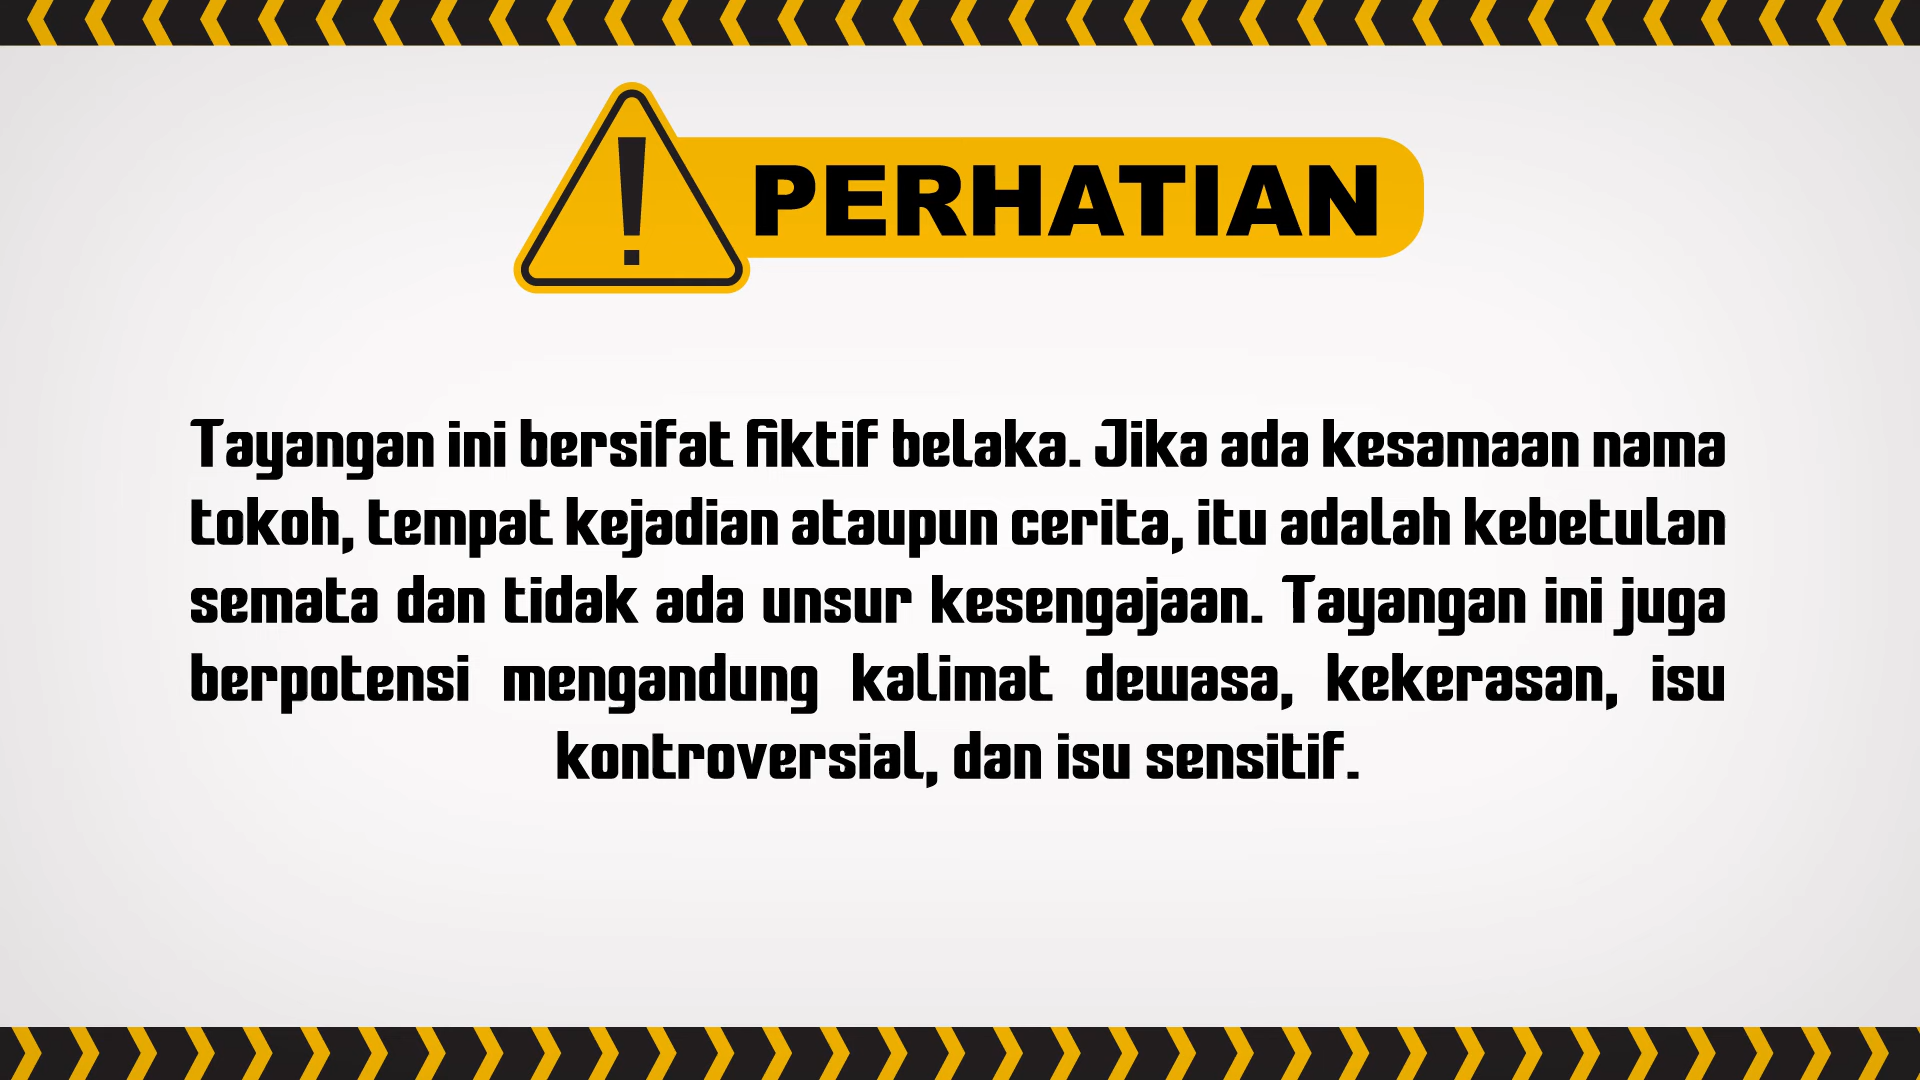 PERHATIAN
Tayangan ini bersifat fiktif belaka. Jika ada kesamaan nama
tokoh, tempat kejadian ataupun cerita, itu adalah kebetulan
semata dan tidak ada unsur kesengajaan. Tayangan ini juga
berpotensi mengandung kalimat dewasa, kekerasan, isu
kontroversial, dan isu sensitif.